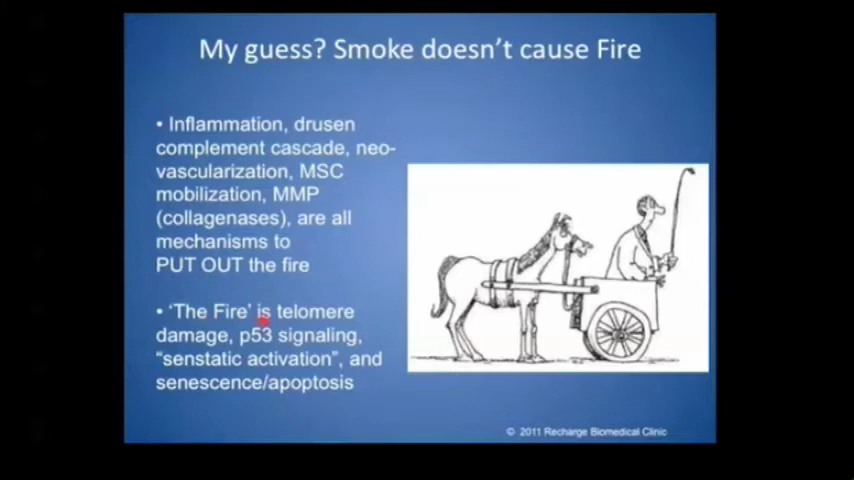 My guess? Smoke doesn't cause Fire
• Inflammation, drusen
complement cascade, neo-
vascularization, MSC
mobilization, MMP
(collagenases), are all
mechanisms to
PUT OUT the fire
• 'The Fire' is telomere
damage, p53 signaling,
"senstatic activation", and
senescence/apoptosis
© 2011 Recharge Biomedical Clinic